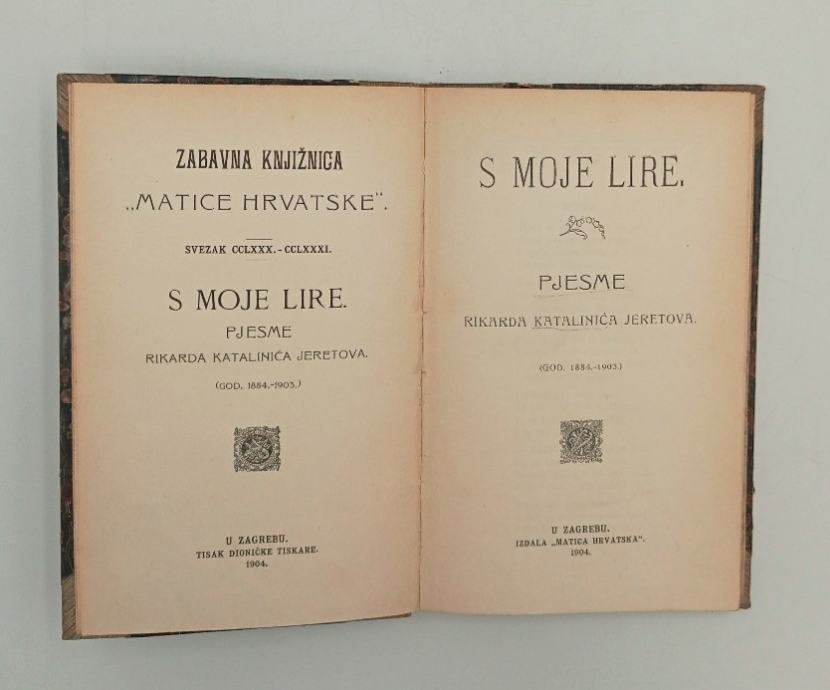 ZABAVNA KNJIŽNICA
„MATICE HRVATSKE“.
SVEZAK CCLXXX.-CCLXXXI.
S MOJE LIRE.
PJESME
RIKARDA KATALINIĆA JERETOVA.
(GOD. 1884.-1903.)
U ZAGREBU.
TISAK DIONIČKE TISKARE.
1904.
S MOJE LIRE.
PJESME
RIKARDA KATALINIĆA JERETOVA.
(GOD. 1884.-1903.)
U ZAGREBU.
IZDALA „MATICA HRVATSKA“.
1904.